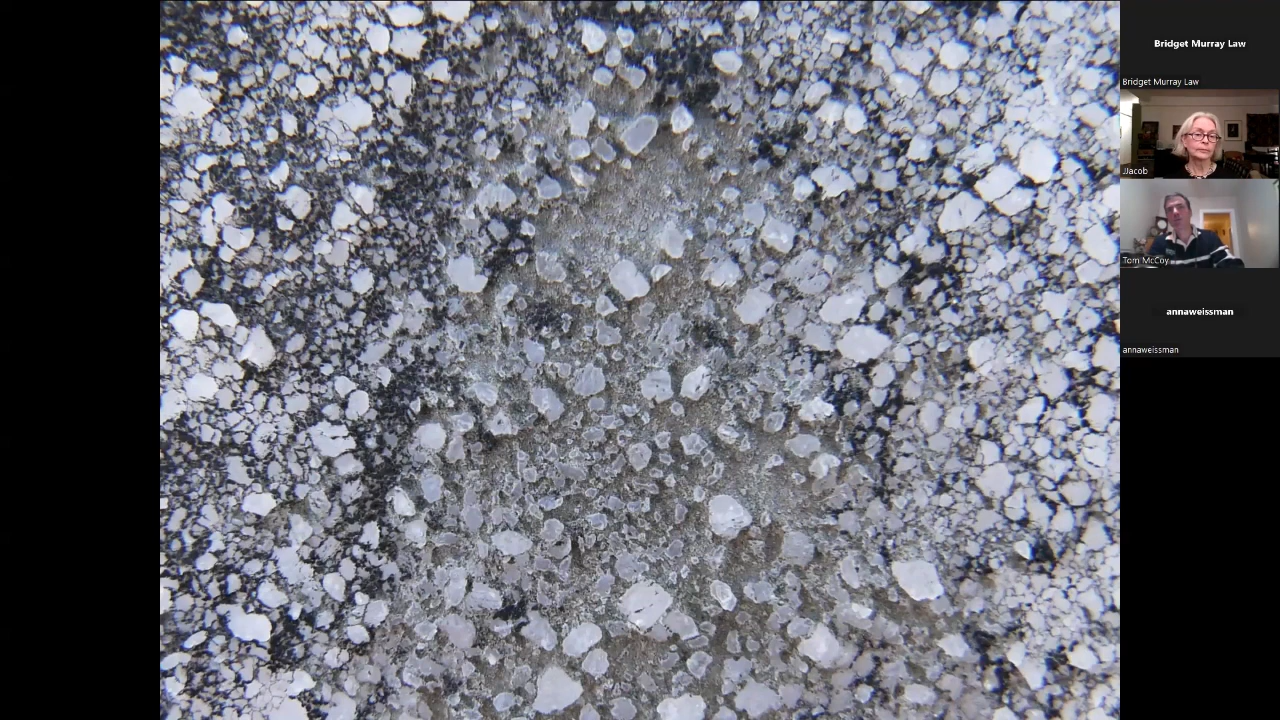 Bridget Murray Law
Bridget Murray Law
JJacob
Tom McCoy
annaweissman
annaweissman